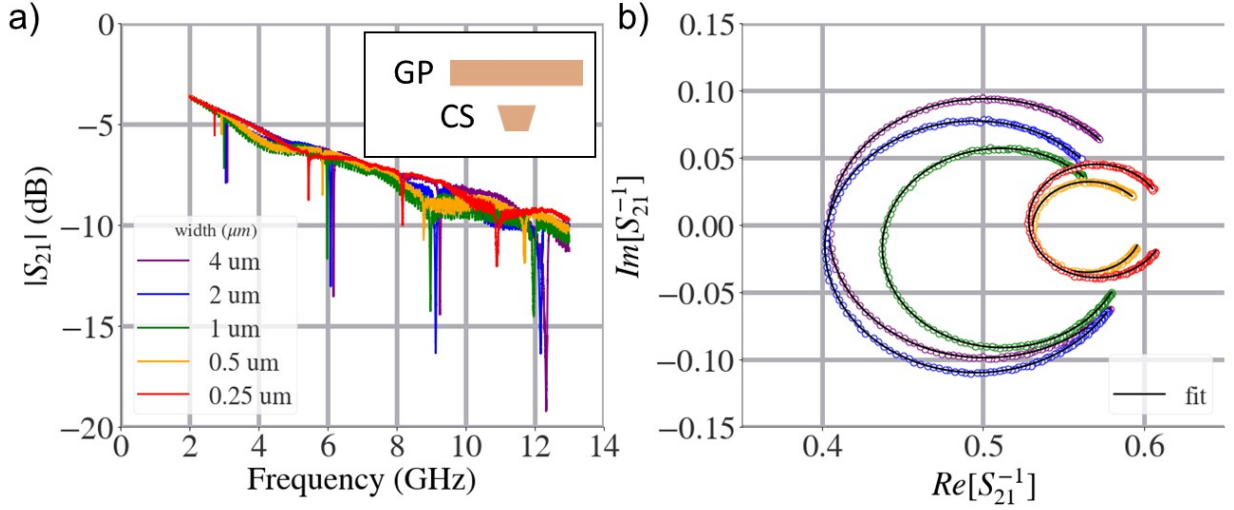 a)
|S21| (dB)
0
−5
−10
−15
−20
0
2
4
6
8
10
12
14
Frequency (GHz)
GP
CS
width (μm)
4 um
2 um
1 um
0.5 um
0.25 um
b)
Im[S21⁻¹]
0.15
0.10
0.05
0.00
−0.05
−0.10
−0.15
0.4
0.5
0.6
Re[S21⁻¹]
fit